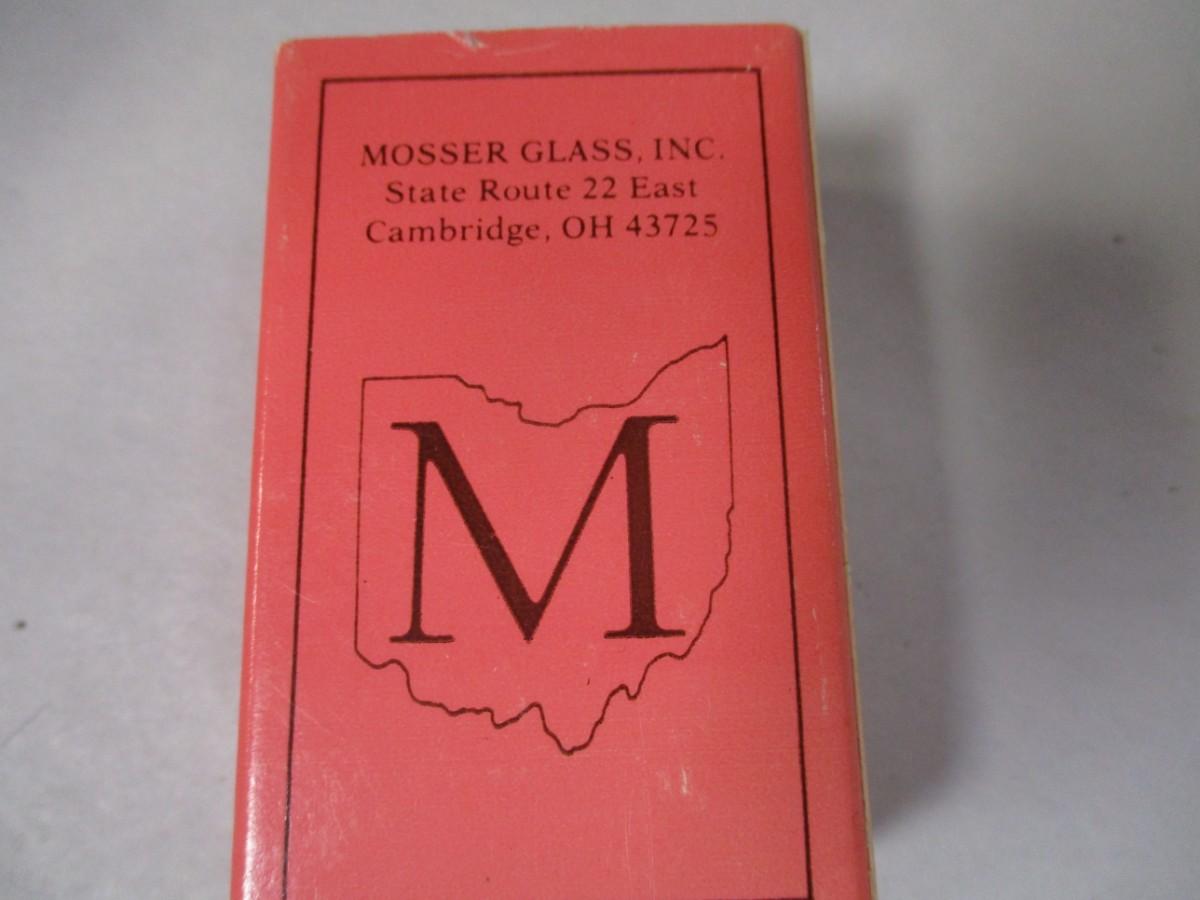 MOSSER GLASS, INC.
State Route 22 East
Cambridge, OH 43725
M